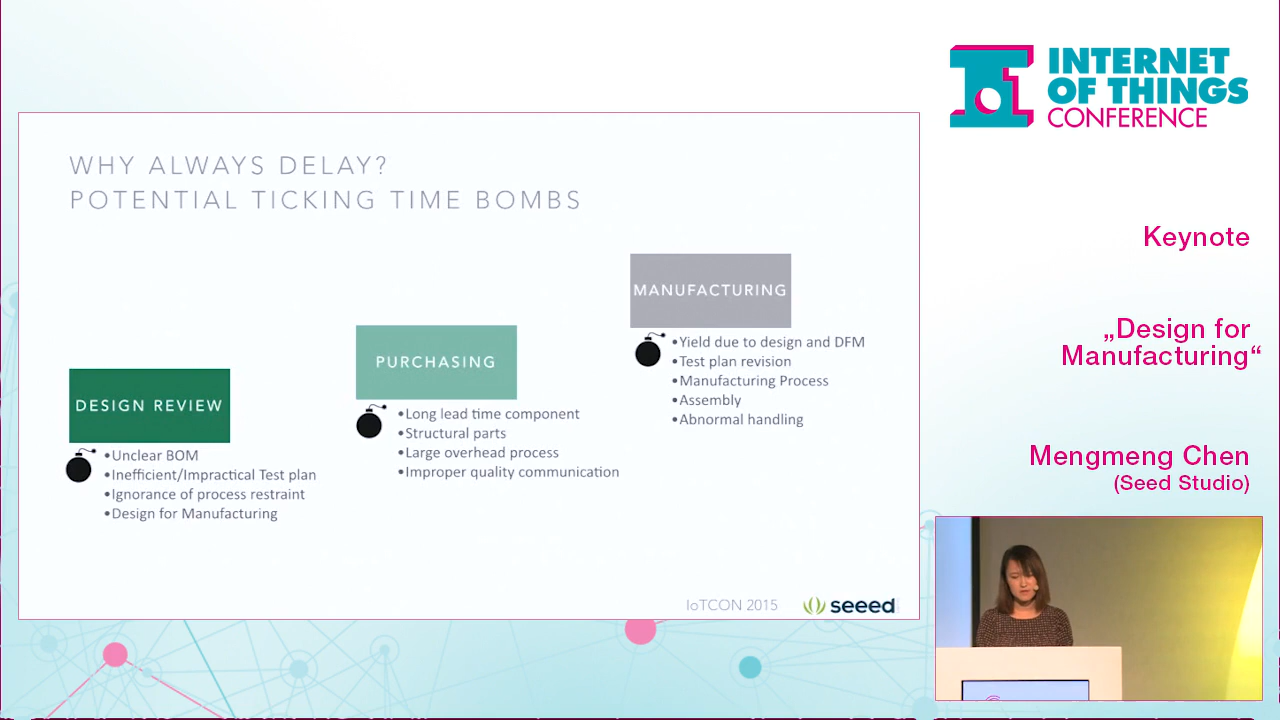 INTERNET
OF THINGS
CONFERENCE
WHY ALWAYS DELAY?
POTENTIAL TICKING TIME BOMBS
DESIGN REVIEW
•Unclear BOM
•Inefficient/Impractical Test plan
•Ignorance of process restraint
•Design for Manufacturing
PURCHASING
•Long lead time component
•Structural parts
•Large overhead process
•Improper quality communication
MANUFACTURING
•Yield due to design and DFM
•Test plan revision
•Manufacturing Process
•Assembly
•Abnormal handling
IoTCON 2015
seeed
Keynote
„Design for
Manufacturing“
Mengmeng Chen
(Seed Studio)